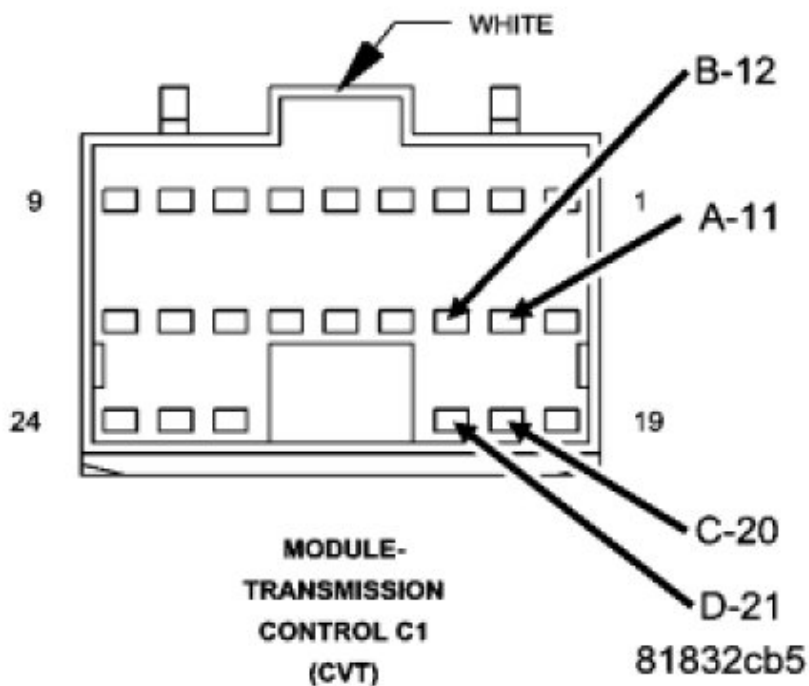 WHITE
B-12
9
1
A-11
24
19
C-20
MODULE-
TRANSMISSION
CONTROL C1
(CVT)
D-21
81832cb5